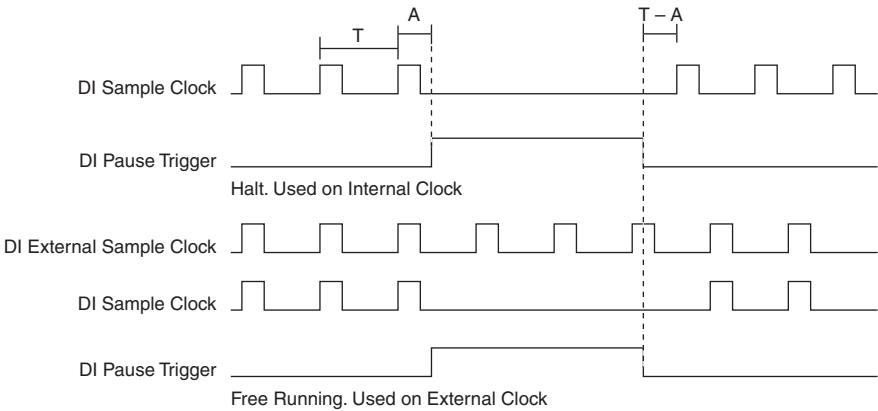 A
T – A
T
DI Sample Clock
DI Pause Trigger
Halt. Used on Internal Clock
DI External Sample Clock
DI Sample Clock
DI Pause Trigger
Free Running. Used on External Clock